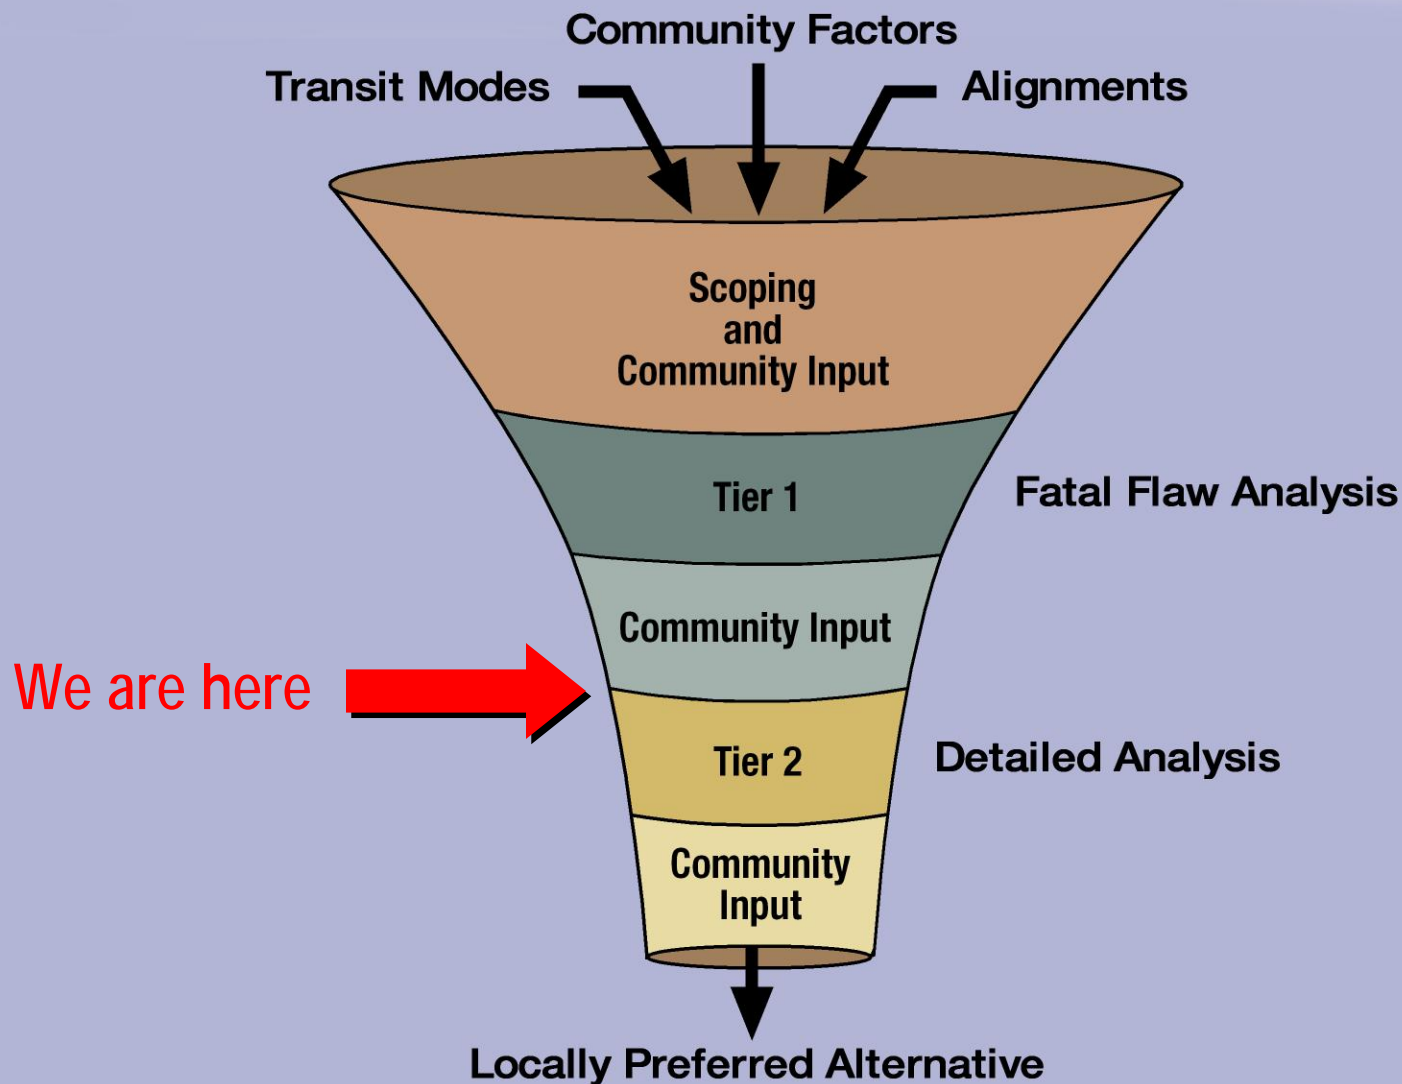 Community Factors
Transit Modes
Alignments
Scoping
and
Community Input
Tier 1
Fatal Flaw Analysis
Community Input
We are here
Tier 2
Detailed Analysis
Community
Input
Locally Preferred Alternative